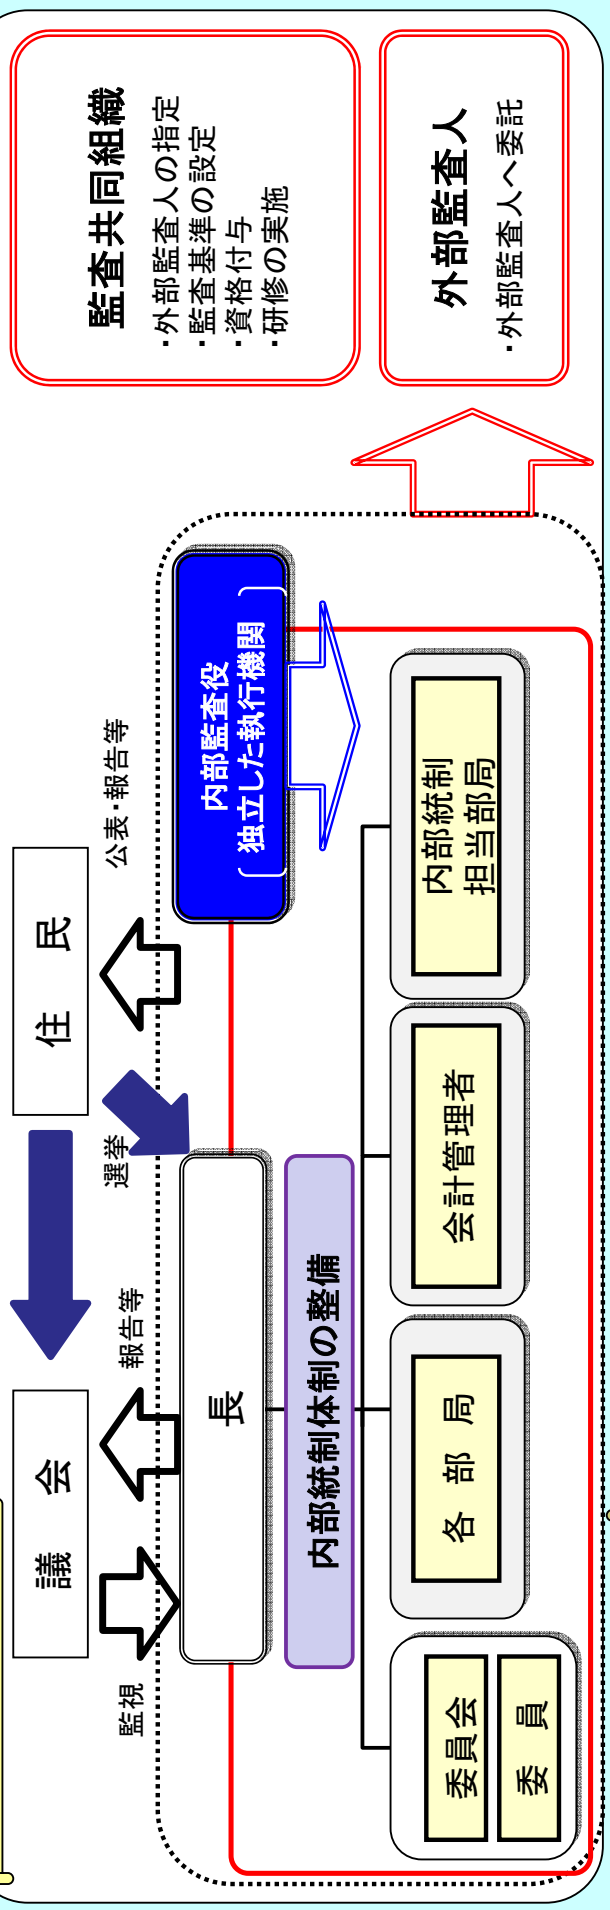 議　会
住　民
監視
報告等
選挙
公表・報告等
長
内部監査役
独立した執行機関
内部統制体制の整備
委員会
委　員
各　部　局
会計管理者
内部統制
担当部局
監査共同組織
・外部監査人の指定
・監査基準の設定
・資格付与
・研修の実施
外部監査人
・外部監査人へ委託